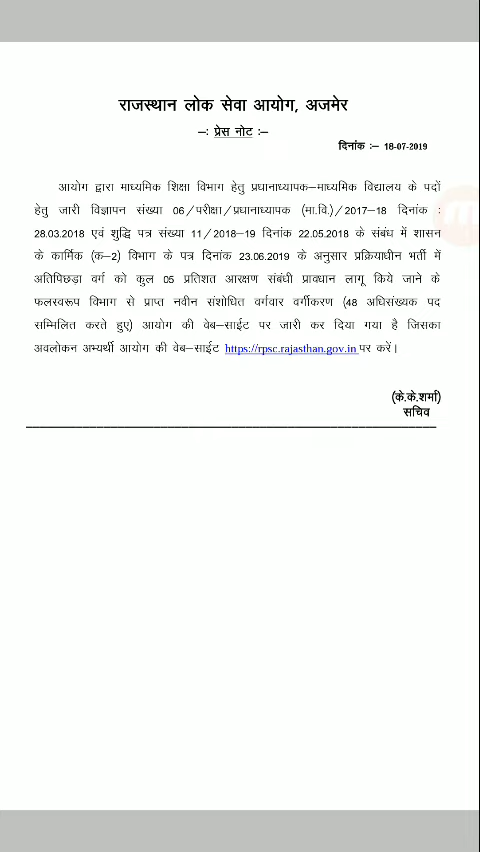 राजस्थान लोक सेवा आयोग, अजमेर
–: प्रेस नोट :–
दिनांक :– 18-07-2019
आयोग द्वारा माध्यमिक शिक्षा विभाग हेतु प्रधानाध्यापक–माध्यमिक विद्यालय के पदों
हेतु जारी विज्ञापन संख्या 06/परीक्षा/प्रधानाध्यापक (मा.वि.)/2017–18 दिनांक :
28.03.2018 एवं शुद्धि पत्र संख्या 11/2018–19 दिनांक 22.05.2018 के संबंध में शासन
के कार्मिक (क–2) विभाग के पत्र दिनांक 23.06.2019 के अनुसार प्रक्रियाधीन भर्ती में
अतिपिछड़ा वर्ग को कुल 05 प्रतिशत आरक्षण संबंधी प्रावधान लागू किये जाने के
फलस्वरूप विभाग से प्राप्त नवीन संशोधित वर्गवार वर्गीकरण (48 अधिसंख्यक पद
सम्मिलित करते हुए) आयोग की वेब–साईट पर जारी कर दिया गया है जिसका
अवलोकन अभ्यर्थी आयोग की वेब–साईट https://rpsc.rajasthan.gov.in पर करें।
(के.के.शर्मा)
सचिव